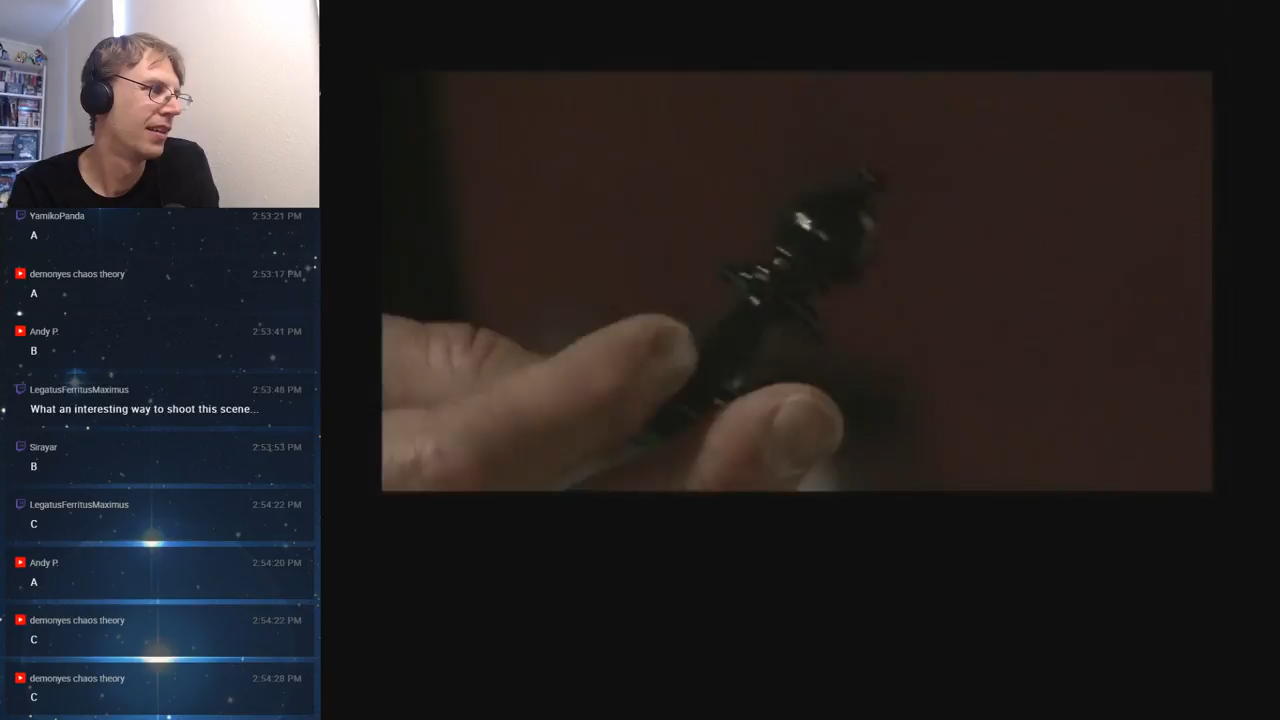 YamikoPanda 2:53:21 PM
A
demonyes chaos theory 2:53:17 PM
A
Andy P. 2:53:41 PM
B
LegatusFerritusMaximus 2:53:48 PM
What an interesting way to shoot this scene...
Sirayar 2:53:53 PM
B
LegatusFerritusMaximus 2:54:22 PM
C
Andy P. 2:54:20 PM
A
demonyes chaos theory 2:54:22 PM
C
demonyes chaos theory 2:54:28 PM
C